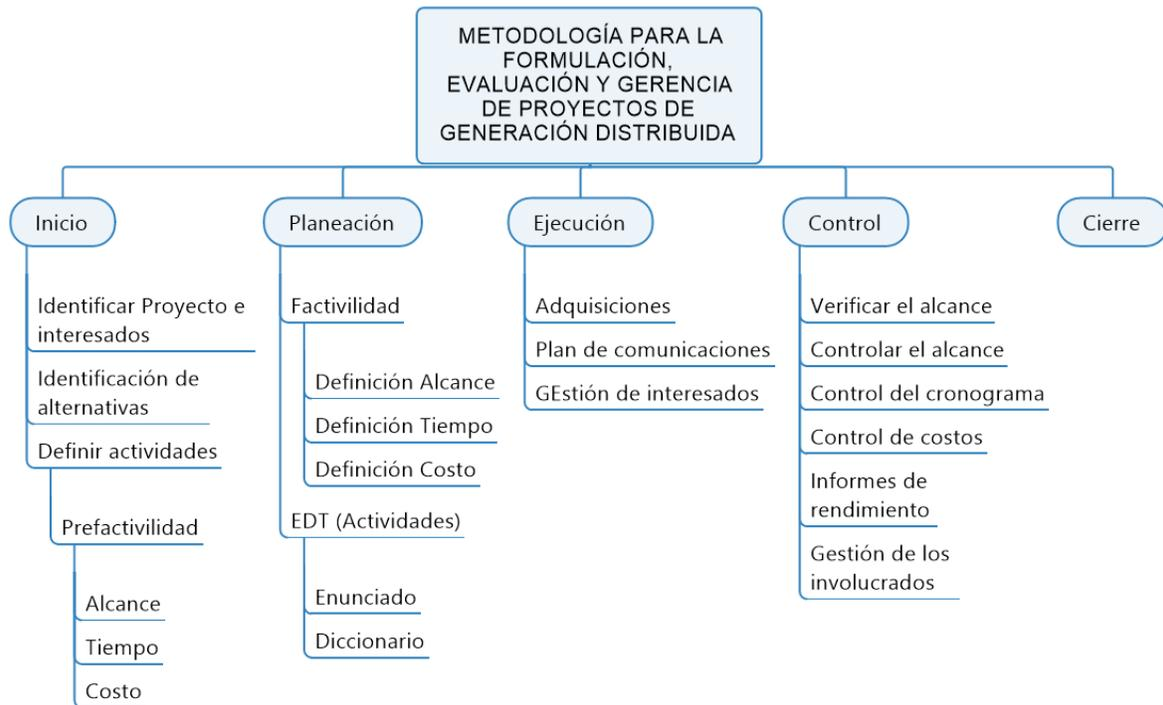 METODOLOGÍA PARA LA
FORMULACIÓN,
EVALUACIÓN Y GERENCIA
DE PROYECTOS DE
GENERACIÓN DISTRIBUIDA
Inicio
Identificar Proyecto e
interesados
Identificación de
alternativas
Definir actividades
Prefactivilidad
Alcance
Tiempo
Costo
Planeación
Factivilidad
Definición Alcance
Definición Tiempo
Definición Costo
EDT (Actividades)
Enunciado
Diccionario
Ejecución
Adquisiciones
Plan de comunicaciones
GEstión de interesados
Control
Verificar el alcance
Controlar el alcance
Control del cronograma
Control de costos
Informes de
rendimiento
Gestión de los
involucrados
Cierre